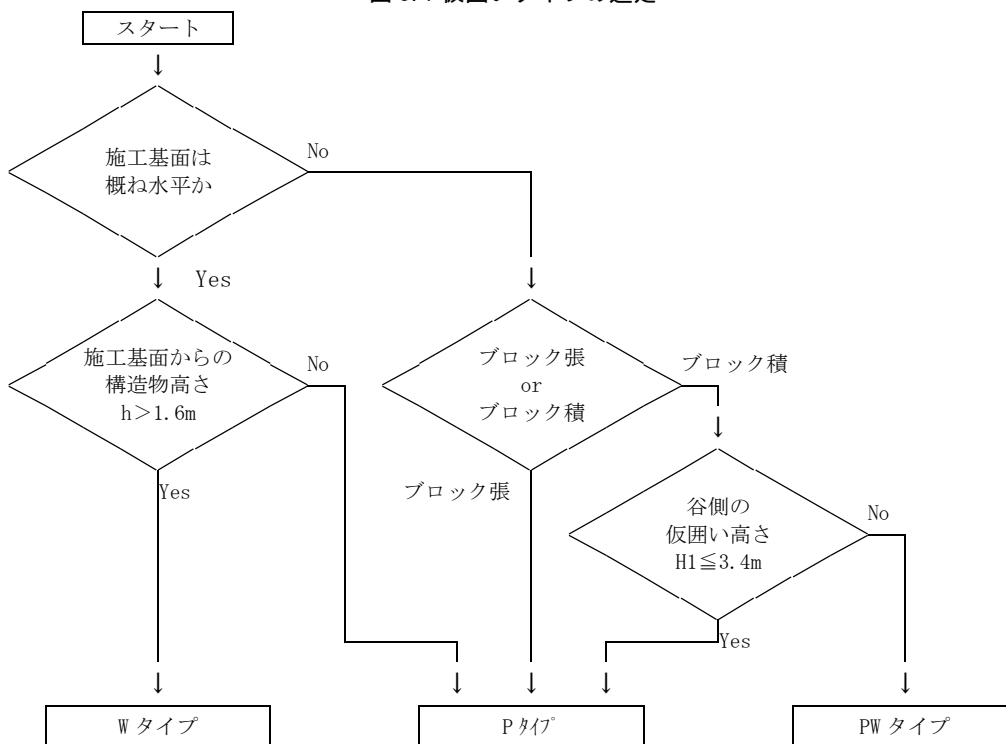 スタート
施工基面は
概ね水平か
No
Yes
施工基面からの
構造物高さ
h＞1.6m
No
Yes
ブロック張
or
ブロック積
ブロック積
ブロック張
谷側の
仮囲い高さ
H1≦3.4m
No
Yes
W タイプ
P ﾀｲﾌﾟ
PW タイプ